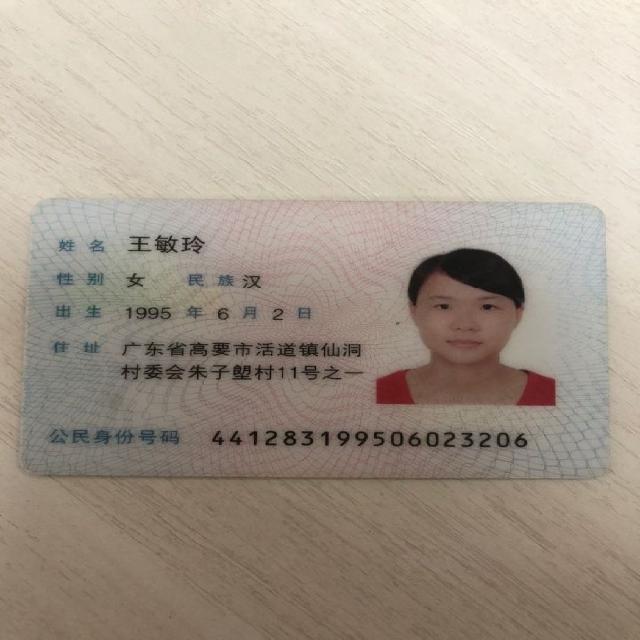 姓名 王敏玲
性别 女 民族 汉
出生 1995 年 6 月 2 日
住址 广东省高要市活道镇仙洞
村委会朱子塱村11号之一
公民身份号码 441283199506023206